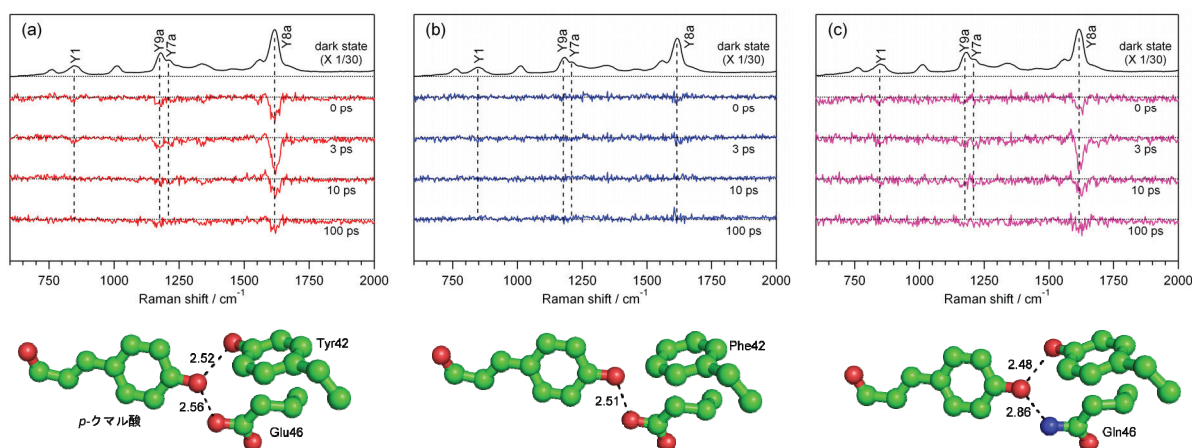 (a)
Y1
Y9a
Y7a
Y8a
dark state
(X 1/30)
0 ps
3 ps
10 ps
100 ps
750
1000
1250
1500
1750
2000
Raman shift / cm-1
(b)
Y1
Y9a
Y7a
Y8a
dark state
(X 1/30)
0 ps
3 ps
10 ps
100 ps
750
1000
1250
1500
1750
2000
Raman shift / cm-1
(c)
Y1
Y9a
Y7a
Y8a
dark state
(X 1/30)
0 ps
3 ps
10 ps
100 ps
750
1000
1250
1500
1750
2000
Raman shift / cm-1
2.52
Tyr42
2.56
p-クマル酸
Glu46
Phe42
2.51
2.48
Tyr42
2.86
Gln46